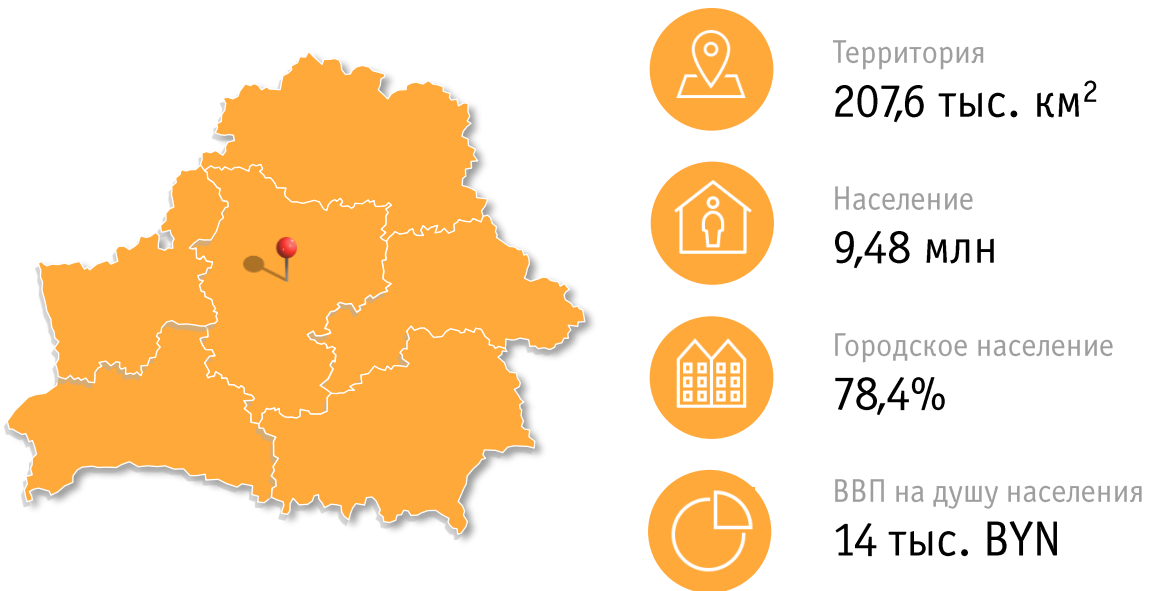 Территория
207,6 тыс. км²
Население
9,48 млн
Городское население
78,4%
ВВП на душу населения
14 тыс. BYN